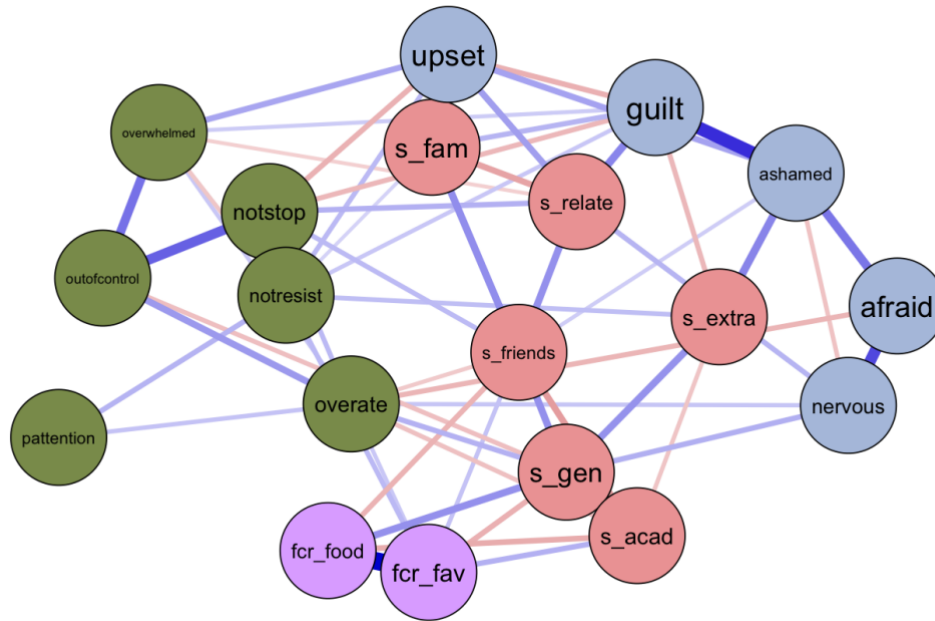 upset
guilt
overwhelmed
s_fam
ashamed
notstop
s_relate
outofcontrol
notresist
afraid
s_extra
s_friends
overate
nervous
pattention
s_gen
s_acad
fcr_food
fcr_fav